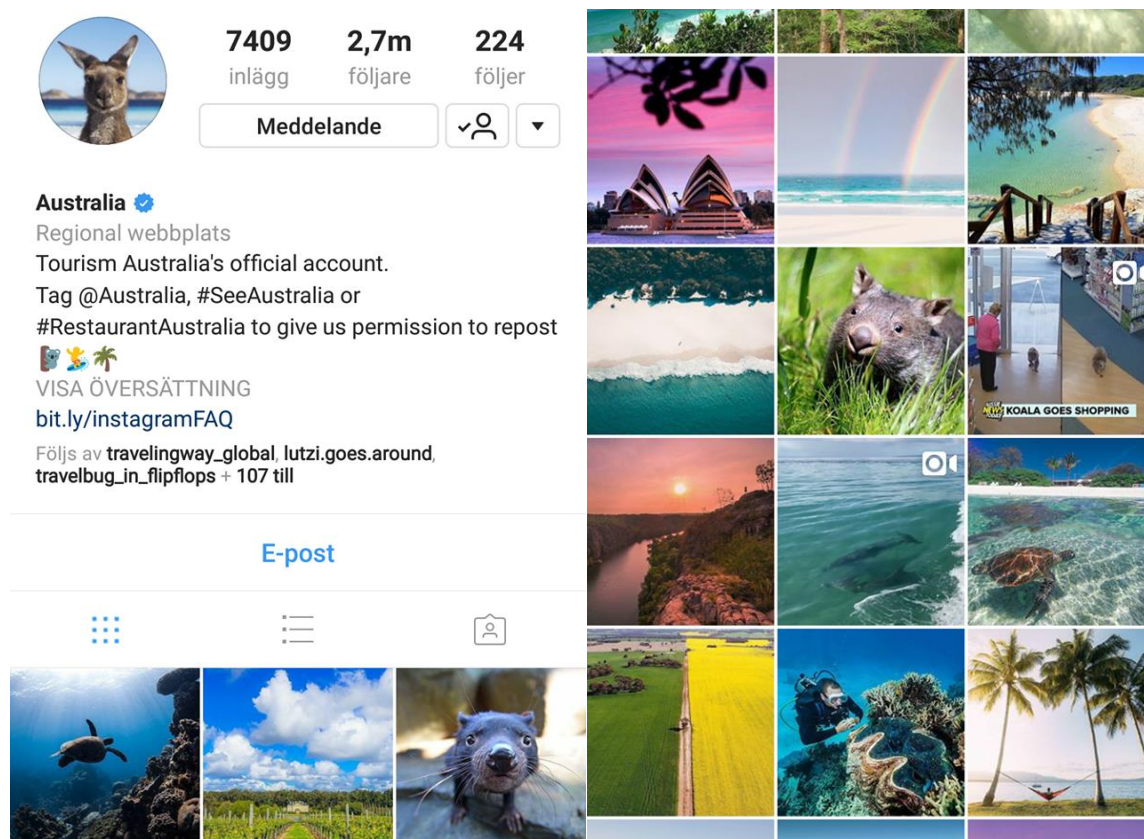 7409 2,7m 224
inlägg följare följer
Meddelande
Australia
Regional webbplats
Tourism Australia's official account.
Tag @Australia, #SeeAustralia or
#RestaurantAustralia to give us permission to repost
VISA ÖVERSÄTTNING
bit.ly/instagramFAQ
Följs av travelingway_global, lutzi.goes.around,
travelbug_in_flipflops + 107 till
E-post
KOALA GOES SHOPPING